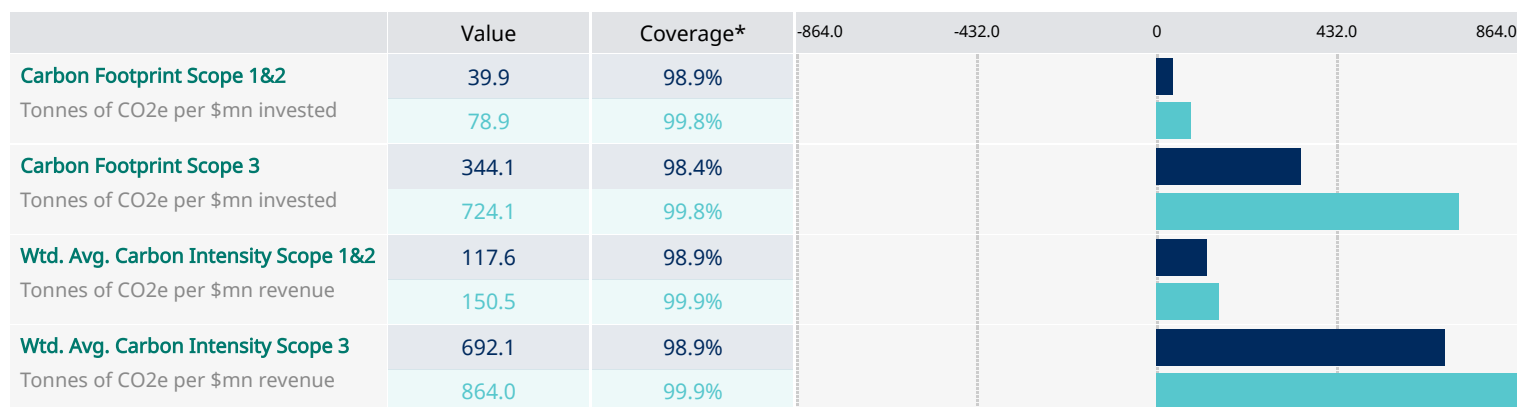 Value Coverage* -864.0 -432.0 0 432.0 864.0
Carbon Footprint Scope 1&2 39.9 98.9%
Tonnes of CO2e per $mn invested 78.9 99.8%
Carbon Footprint Scope 3 344.1 98.4%
Tonnes of CO2e per $mn invested 724.1 99.8%
Wtd. Avg. Carbon Intensity Scope 1&2 117.6 98.9%
Tonnes of CO2e per $mn revenue 150.5 99.9%
Wtd. Avg. Carbon Intensity Scope 3 692.1 98.9%
Tonnes of CO2e per $mn revenue 864.0 99.9%